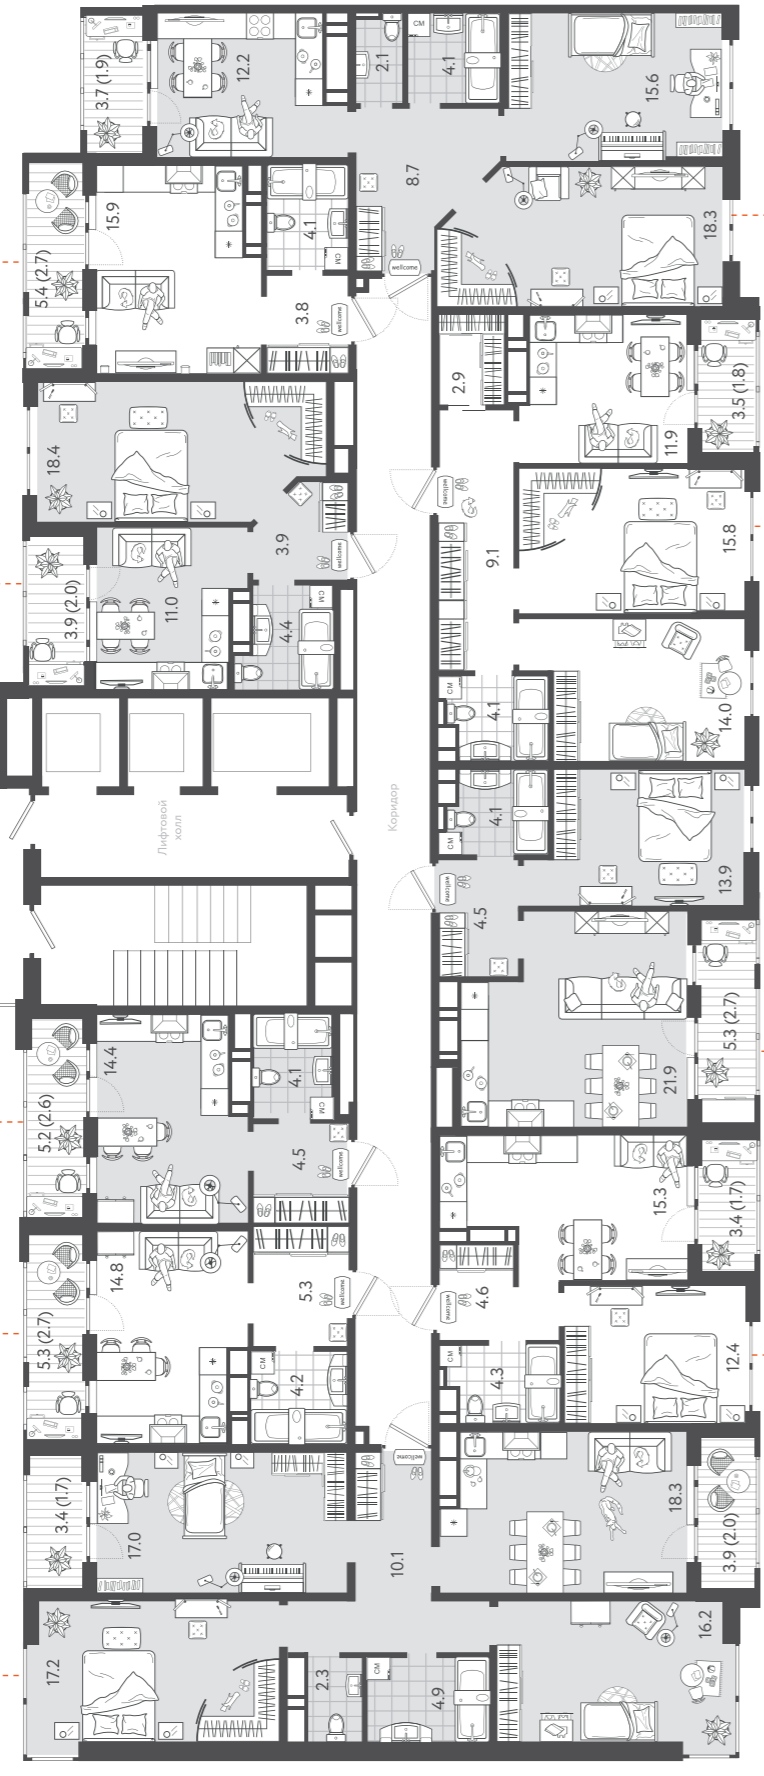 3.7 (1.9)
12.2
2.1
CM
4.1
15.6
8.7
15.9
5.4 (2.7)
4.1
CM
wellcome
18.3
3.8
wellcome
2.9
11.9
3.5 (1.8)
18.4
wellcome
9.1
15.8
3.9
wellcome
3.9 (2.0)
11.0
4.4
CM
CM
4.1
14.0
Лифтовой
холл
Коридор
4.1
CM
wellcome
13.9
4.5
5.3 (2.7)
21.9
14.4
5.2 (2.6)
4.1
CM
4.5
wellcome
15.3
3.4 (1.7)
14.8
5.3 (2.7)
5.3
wellcome
wellcome
4.6
4.2
CM
CM
4.3
12.4
wellcome
3.4 (1.7)
17.0
10.1
18.3
3.9 (2.0)
17.2
2.3
CM
4.9
16.2